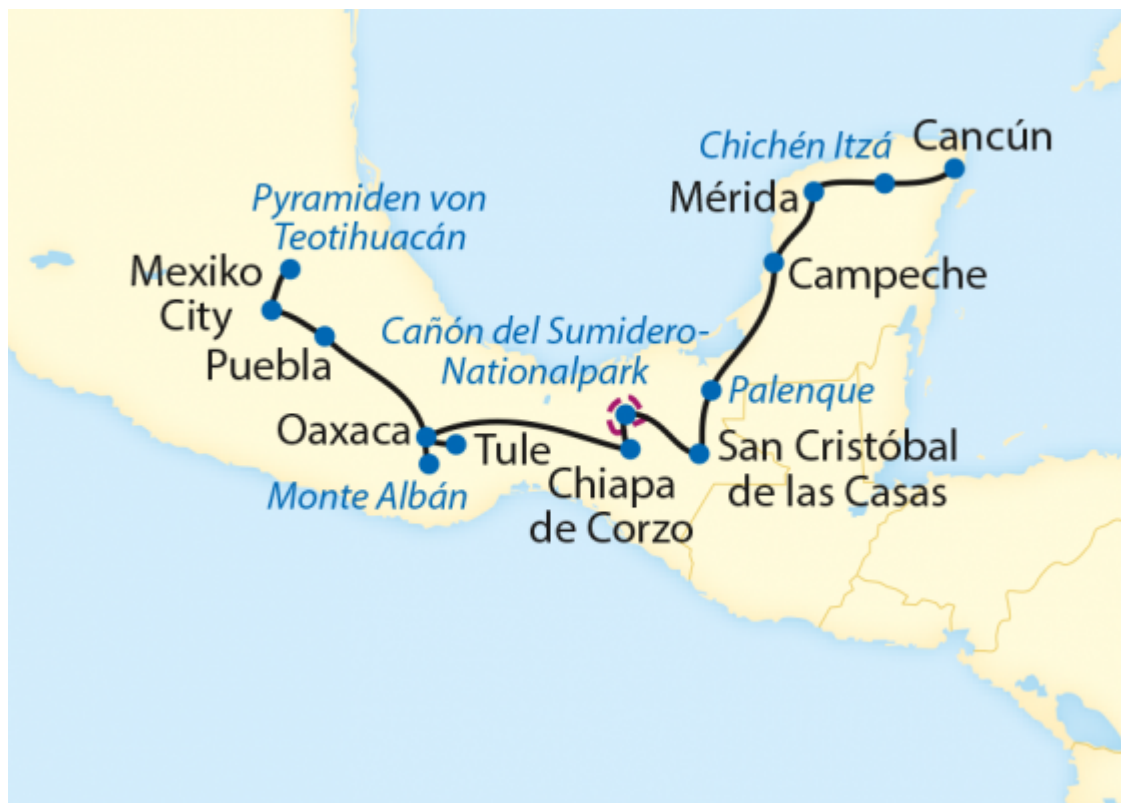 Cancún
Chichén Itzá
Mérida
Pyramiden von
Teotihuacán
Mexiko
City
Campeche
Cañón del Sumidero-
Nationalpark
Puebla
Palenque
Oaxaca
Tule
San Cristóbal
de las Casas
Monte Albán
Chiapa
de Corzo